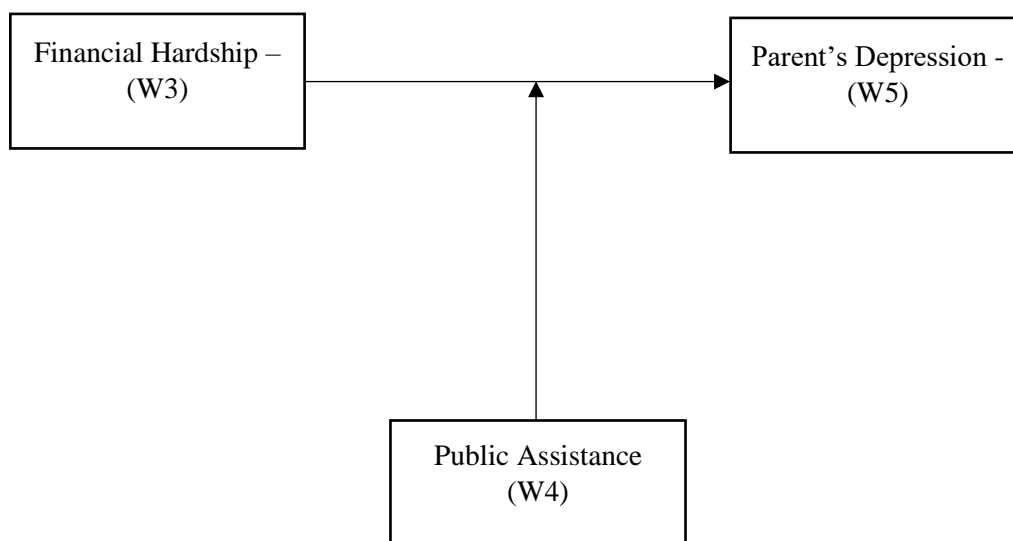 Financial Hardship –
(W3)
Parent’s Depression -
(W5)
Public Assistance
(W4)